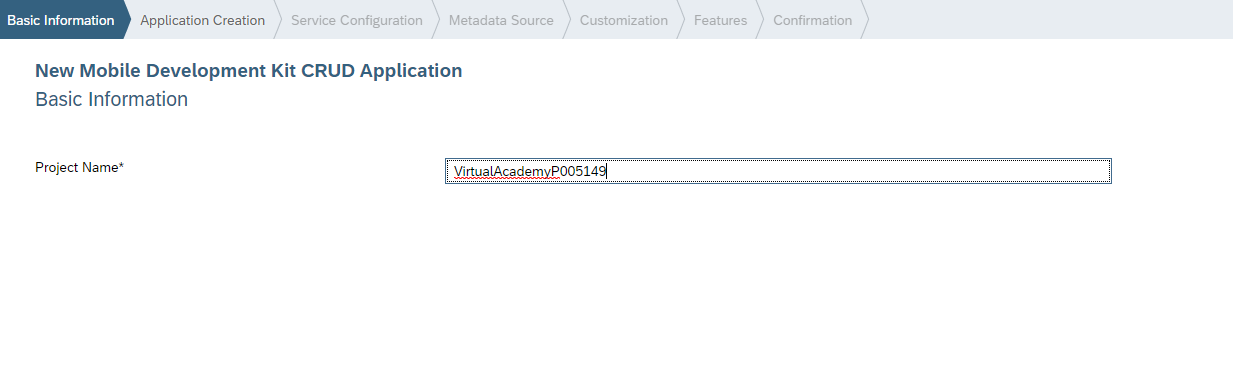 Basic Information Application Creation Service Configuration Metadata Source Customization Features Confirmation
New Mobile Development Kit CRUD Application
Basic Information
Project Name* VirtualAcademyP005149